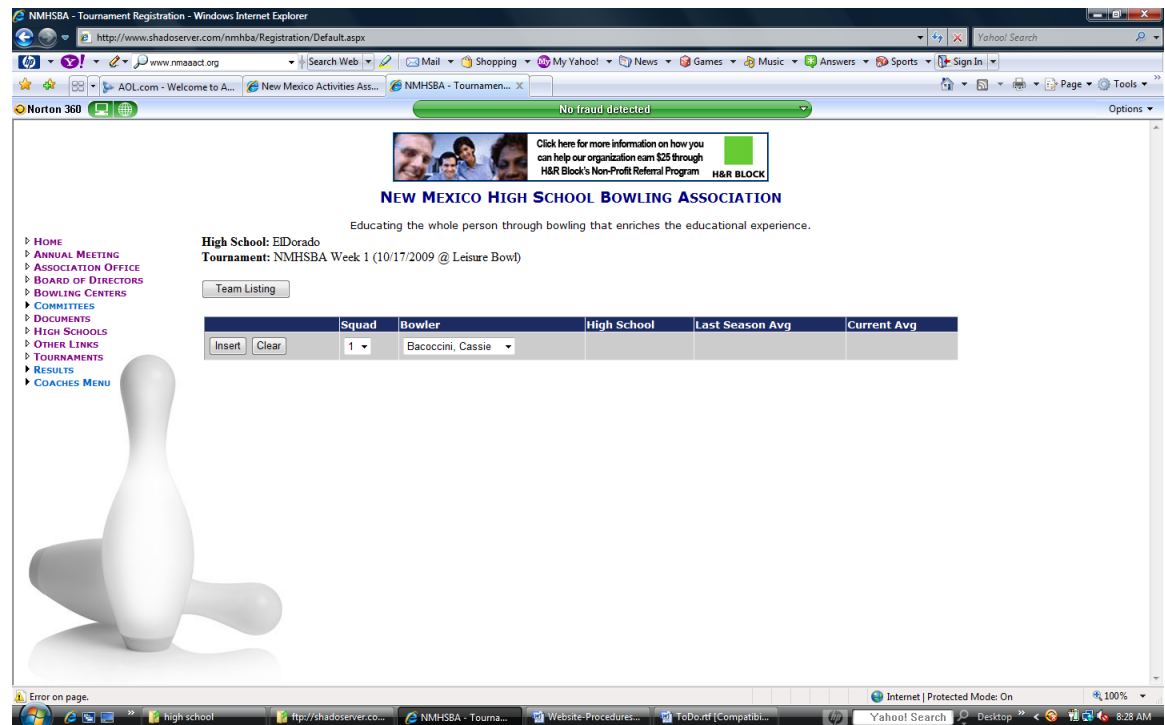 NMHSBA - Tournament Registration - Windows Internet Explorer
http://www.shadoserver.com/nmhba/Registration/Default.aspx
Yahoo! Search
www.nmaaact.org
Search Web
Mail
Shopping
My Yahoo!
News
Games
Music
Answers
Sports
Sign In
AOL.com - Welcome to A...
New Mexico Activities Ass...
NMHSBA - Tournamen...
Page
Tools
Norton 360
No fraud detected
Options
Click here for more information on how you
can help our organization earn $25 through
H&R Block's Non-Profit Referral Program
H&R BLOCK
NEW MEXICO HIGH SCHOOL BOWLING ASSOCIATION
Educating the whole person through bowling that enriches the educational experience.
HOME
ANNUAL MEETING
ASSOCIATION OFFICE
BOARD OF DIRECTORS
BOWLING CENTERS
COMMITTEES
DOCUMENTS
HIGH SCHOOLS
OTHER LINKS
TOURNAMENTS
RESULTS
COACHES MENU
High School: ElDorado
Tournament: NMHSBA Week 1 (10/17/2009 @ Leisure Bowl)
Team Listing
Squad Bowler High School Last Season Avg Current Avg
Insert Clear 1 Bacoccini, Cassie
Error on page.
Internet | Protected Mode: On
100%
high school
ftp://shadoserver.co...
NMHSBA - Tourna...
Website-Procedures...
ToDo.rtf [Compatibi...
Yahoo! Search
Desktop
8:28 AM